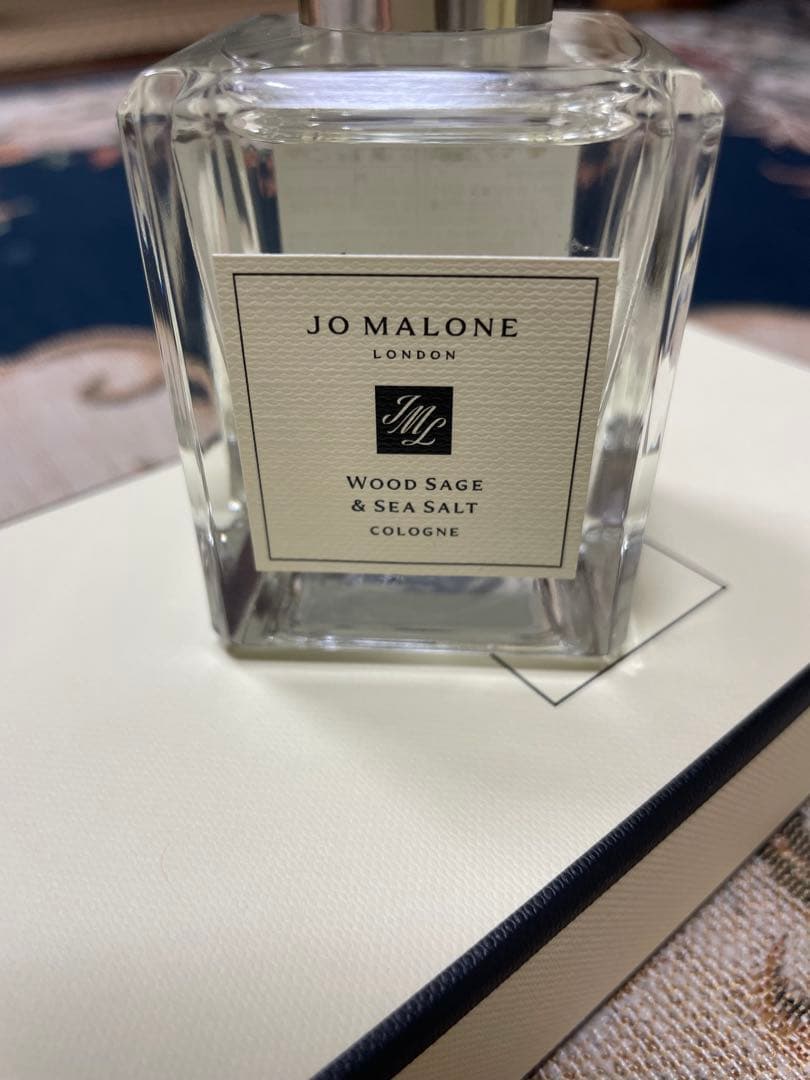 JO MALONE
LONDON
JML
WOOD SAGE
& SEA SALT
COLOGNE